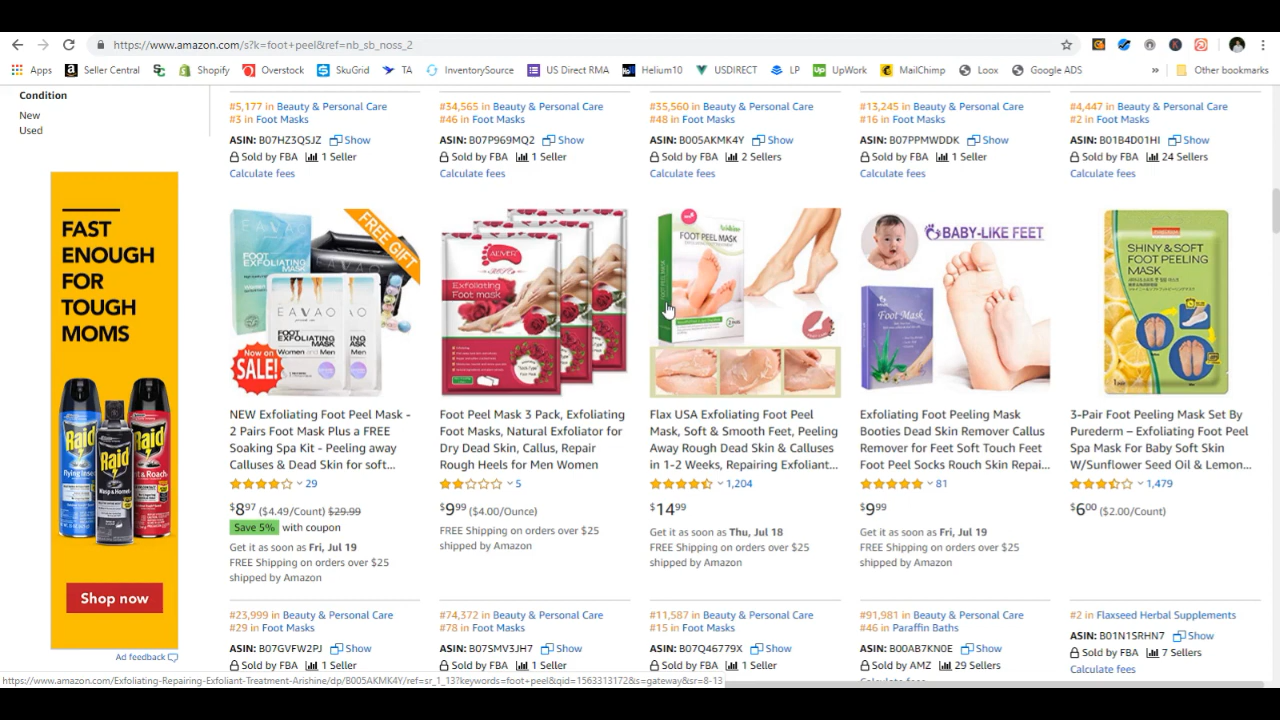 https://www.amazon.com/s?k=foot+peel&ref=nb_sb_noss_2
Apps
Seller Central
Shopify
Overstock
SkuGrid
TA
InventorySource
US Direct RMA
Helium10
USDIRECT
LP
UpWork
MailChimp
Loox
Google ADS
»
Other bookmarks
Condition
New
Used
#5,177 in Beauty & Personal Care
#3 in Foot Masks
ASIN: B07HZ3Q5JZ Show
Sold by FBA 1 Seller
Calculate fees
#34,565 in Beauty & Personal Care
#46 in Foot Masks
ASIN: B07P969MQ2 Show
Sold by FBA 1 Seller
Calculate fees
#35,560 in Beauty & Personal Care
#48 in Foot Masks
ASIN: B005AKMK4Y Show
Sold by FBA 2 Sellers
Calculate fees
#13,245 in Beauty & Personal Care
#16 in Foot Masks
ASIN: B07PPMWDDK Show
Sold by FBA 1 Seller
Calculate fees
#4,447 in Beauty & Personal Care
#2 in Foot Masks
ASIN: B01B4D01HI Show
Sold by FBA 24 Sellers
Calculate fees
FAST
ENOUGH
FOR
TOUGH
MOMS
Raid
Flying Insect
Raid
Wasp & Hornet
Raid
Shop now
Ad feedback
FREE GIFT
EAVAO
FOOT
EXFOLIATING
MASK
EAVAO
FOOT
EXFOLIATING
MASK
Women and Men
Now on
SALE!
ALIVER
Exfoliating
Foot mask
FOOT PEEL MASK
BABY-LIKE FEET
Foot Mask
SHINY & SOFT
FOOT PEELING
MASK
NEW Exfoliating Foot Peel Mask -
2 Pairs Foot Mask Plus a FREE
Soaking Spa Kit - Peeling away
Calluses & Dead Skin for soft...
29
$8.97 ($4.49/Count) $29.99
Save 5% with coupon
Get it as soon as Fri, Jul 19
FREE Shipping on orders over $25
shipped by Amazon
Foot Peel Mask 3 Pack, Exfoliating
Foot Masks, Natural Exfoliator for
Dry Dead Skin, Callus, Repair
Rough Heels for Men Women
5
$9.99 ($4.00/Ounce)
FREE Shipping on orders over $25
shipped by Amazon
Flax USA Exfoliating Foot Peel
Mask, Soft & Smooth Feet, Peeling
Away Rough Dead Skin & Calluses
in 1-2 Weeks, Repairing Exfoliant...
1,204
$14.99
Get it as soon as Thu, Jul 18
FREE Shipping on orders over $25
shipped by Amazon
Exfoliating Foot Peeling Mask
Booties Dead Skin Remover Callus
Remover for Feet Soft Touch Feet
Foot Peel Socks Rouch Skin Repai...
81
$9.99
Get it as soon as Fri, Jul 19
FREE Shipping on orders over $25
shipped by Amazon
3-Pair Foot Peeling Mask Set By
Purederm – Exfoliating Foot Peel
Spa Mask For Baby Soft Skin
W/Sunflower Seed Oil & Lemon...
1,479
$6.00 ($2.00/Count)
#23,999 in Beauty & Personal Care
#29 in Foot Masks
ASIN: B07GVFW2PJ Show
Sold by FBA 1 Seller
#74,372 in Beauty & Personal Care
#78 in Foot Masks
ASIN: B07SMV3JH7 Show
Sold by FBA 1 Seller
#11,587 in Beauty & Personal Care
#15 in Foot Masks
ASIN: B07Q46779X Show
Sold by FBA 1 Seller
#91,981 in Beauty & Personal Care
#46 in Paraffin Baths
ASIN: B00AB7KN0E Show
Sold by AMZ 29 Sellers
#2 in Flaxseed Herbal Supplements
ASIN: B01N1SRHN7 Show
Sold by FBA 7 Sellers
Calculate fees
https://www.amazon.com/Exfoliating-Repairing-Exfoliant-Treatment-Arishine/dp/B005AKMK4Y/ref=sr_1_13?keywords=foot+peel&qid=1563313172&s=gateway&sr=8-13